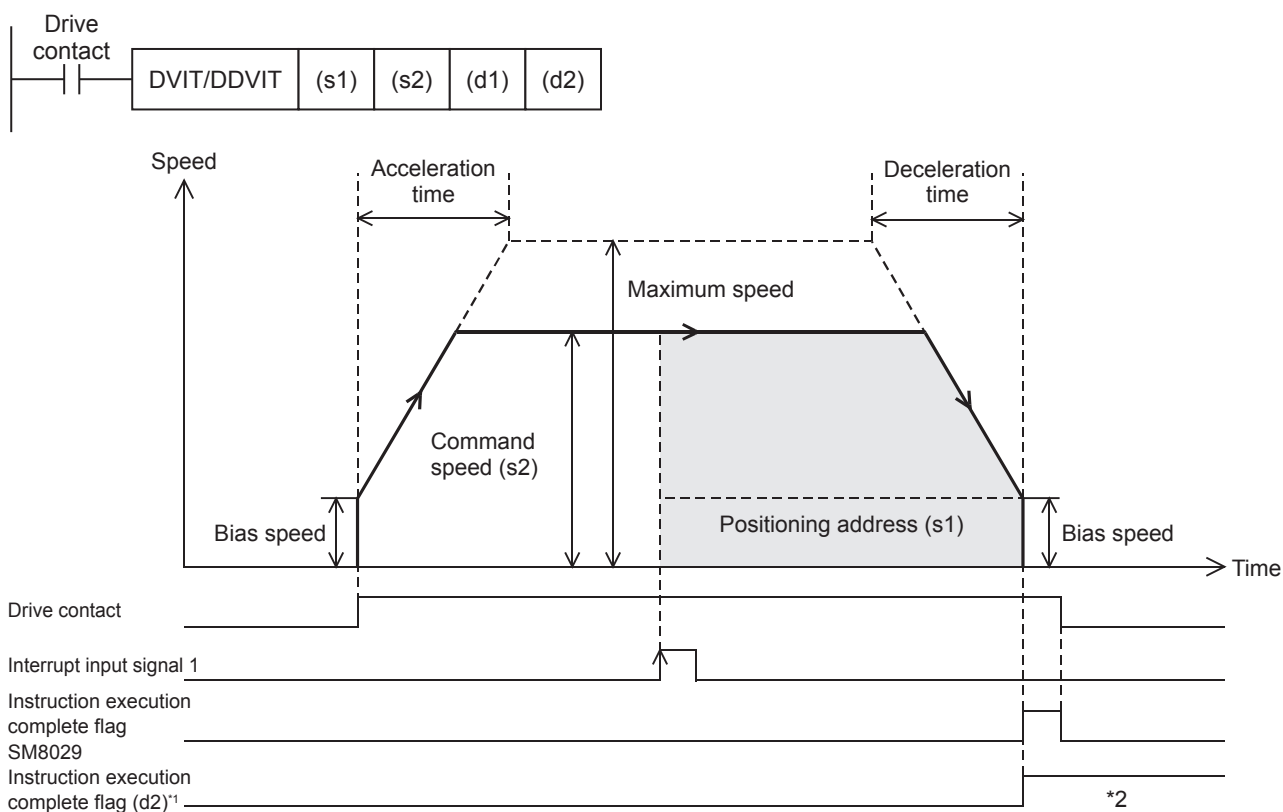 Drive
contact
DVIT/DDVIT (s1) (s2) (d1) (d2)
Speed
Acceleration
time
Deceleration
time
Maximum speed
Command
speed (s2)
Bias speed
Positioning address (s1)
Bias speed
Time
Drive contact
Interrupt input signal 1
Instruction execution
complete flag
SM8029
Instruction execution
complete flag (d2)*1
*2